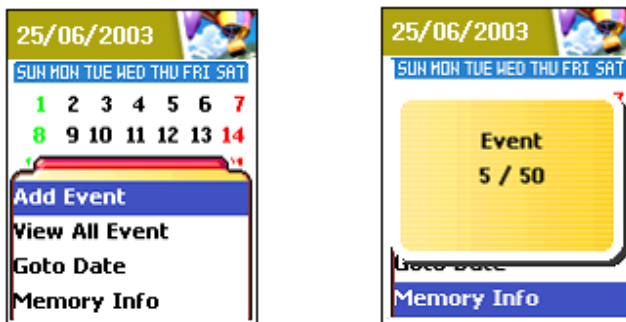 25/06/2003
SUN MON TUE WED THU FRI SAT
1 2 3 4 5 6 7
8 9 10 11 12 13 14
Add Event
View All Event
Goto Date
Memory Info
25/06/2003
SUN MON TUE WED THU FRI SAT
Event
5 / 50
Memory Info